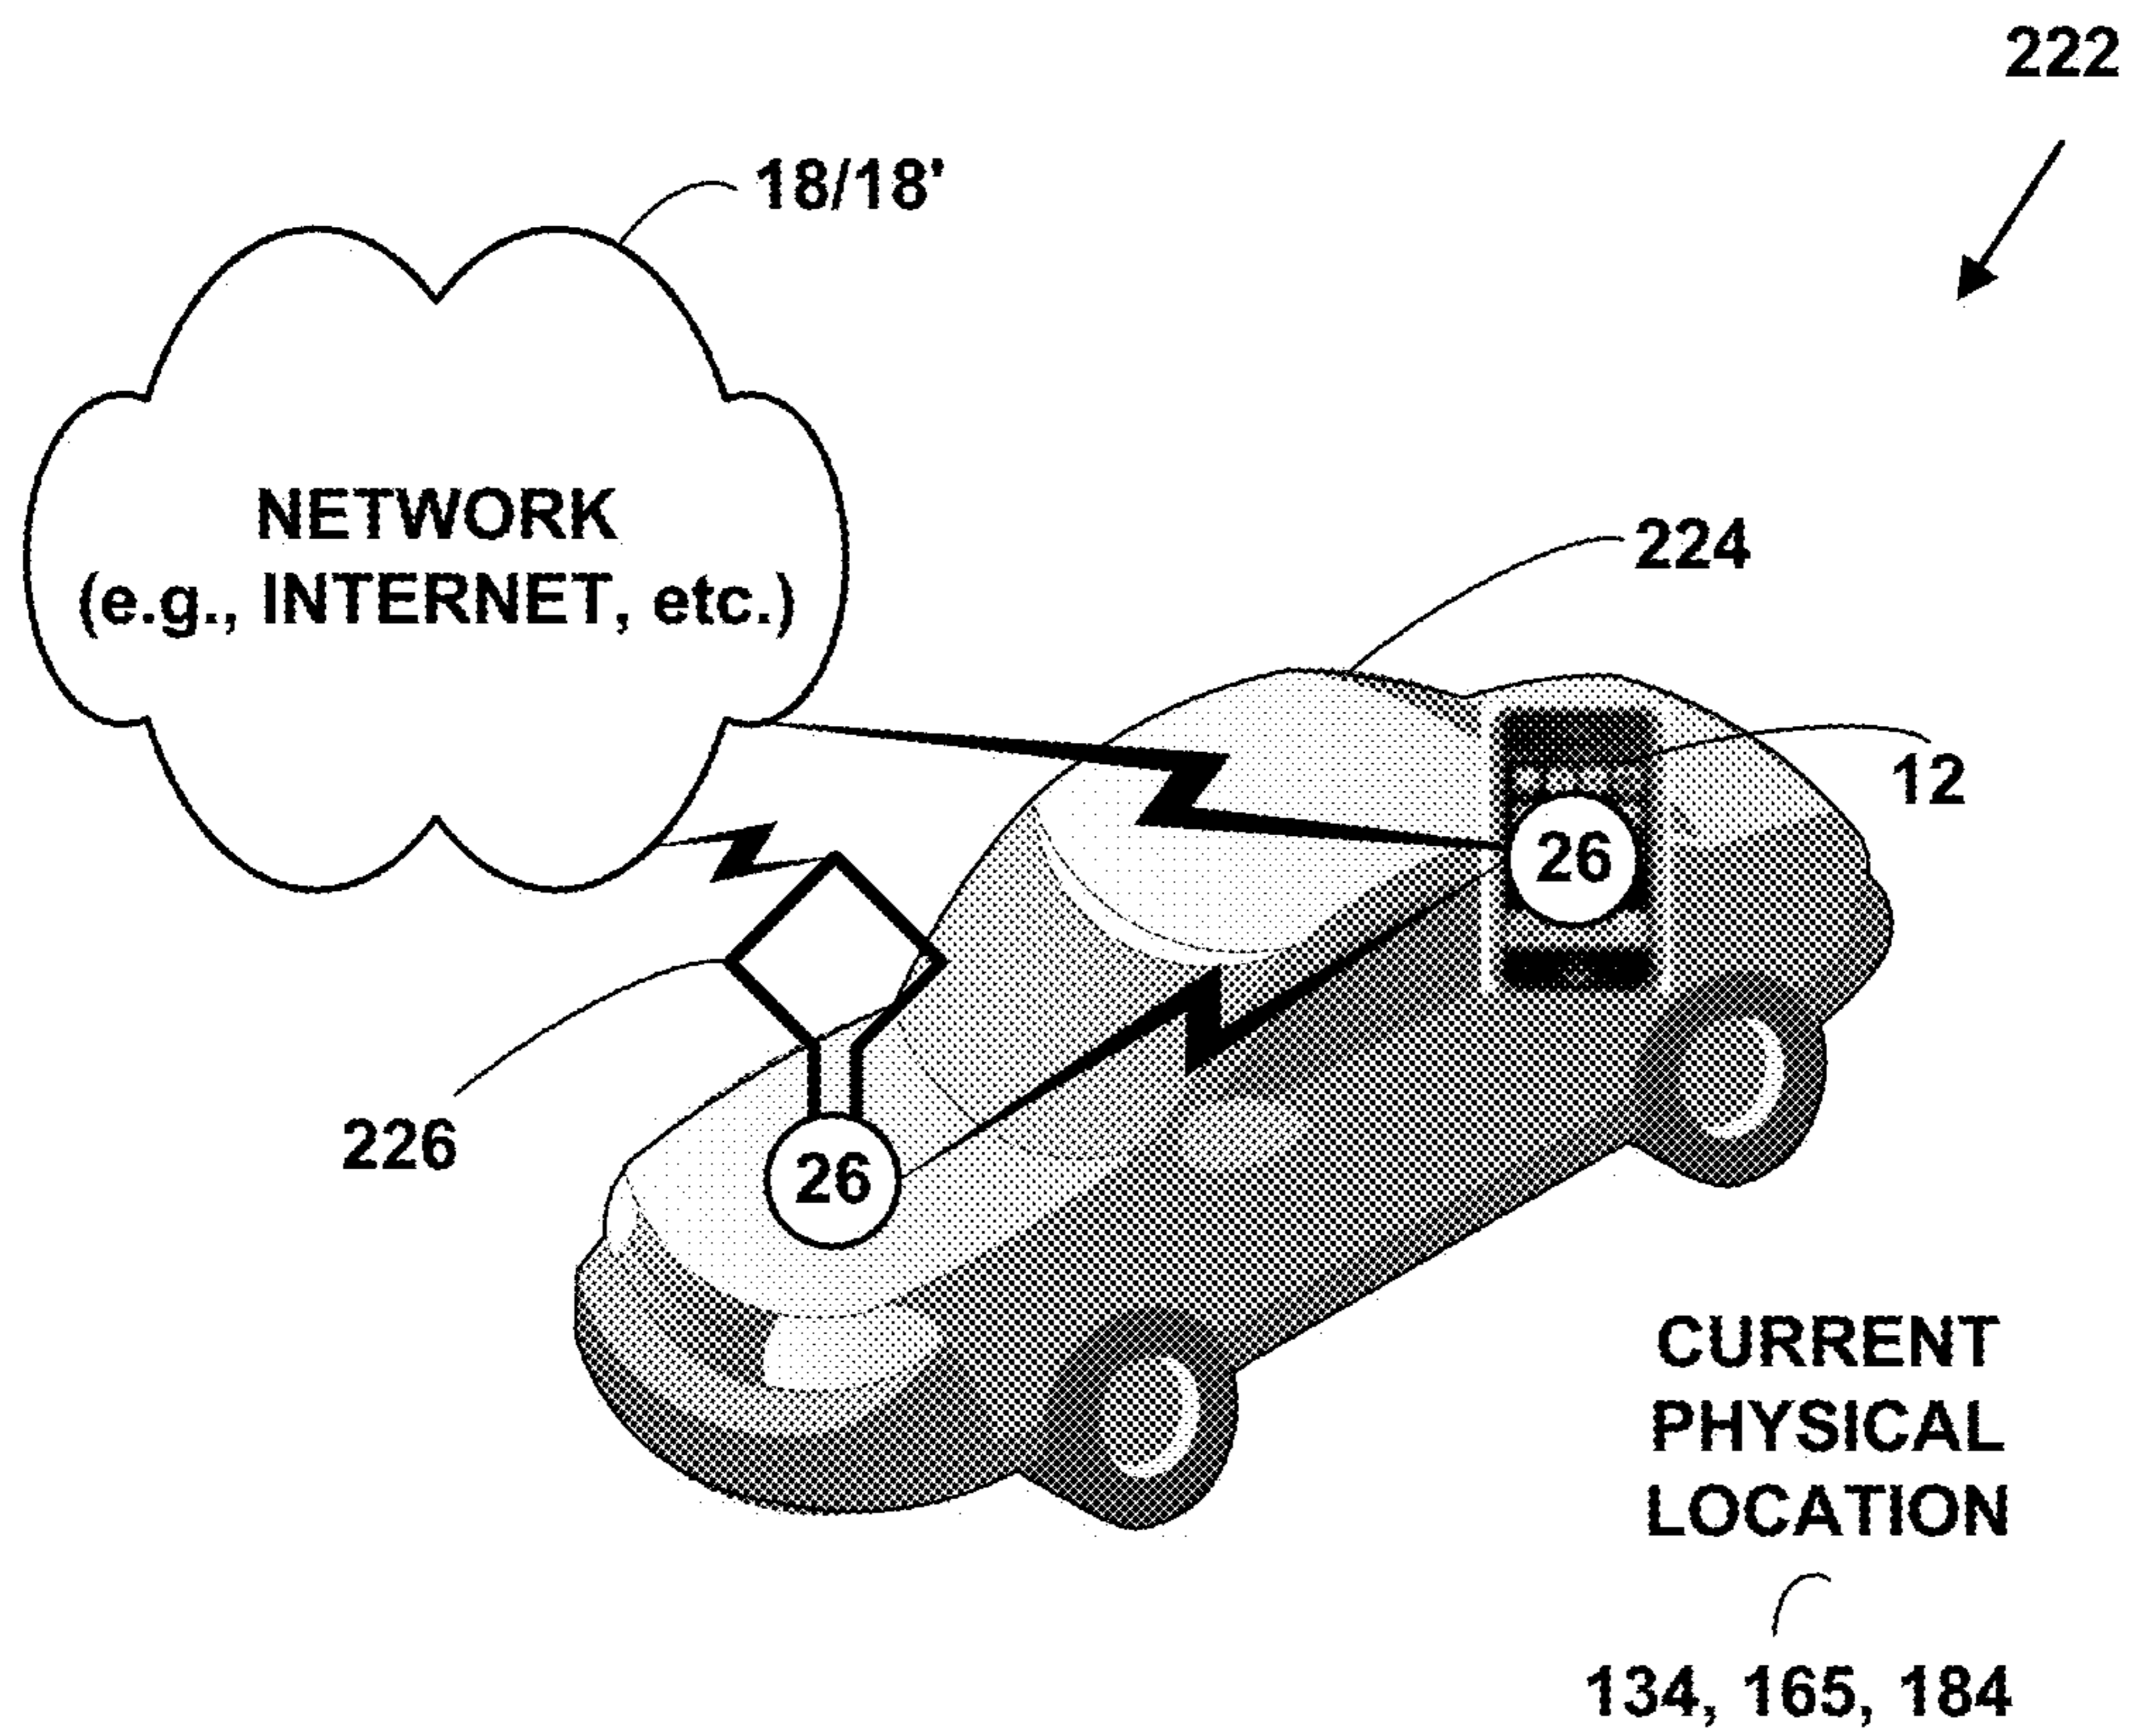 222
18/18'
NETWORK
(e.g., INTERNET, etc.)
224
12
26
226
26
CURRENT
PHYSICAL
LOCATION
134, 165, 184